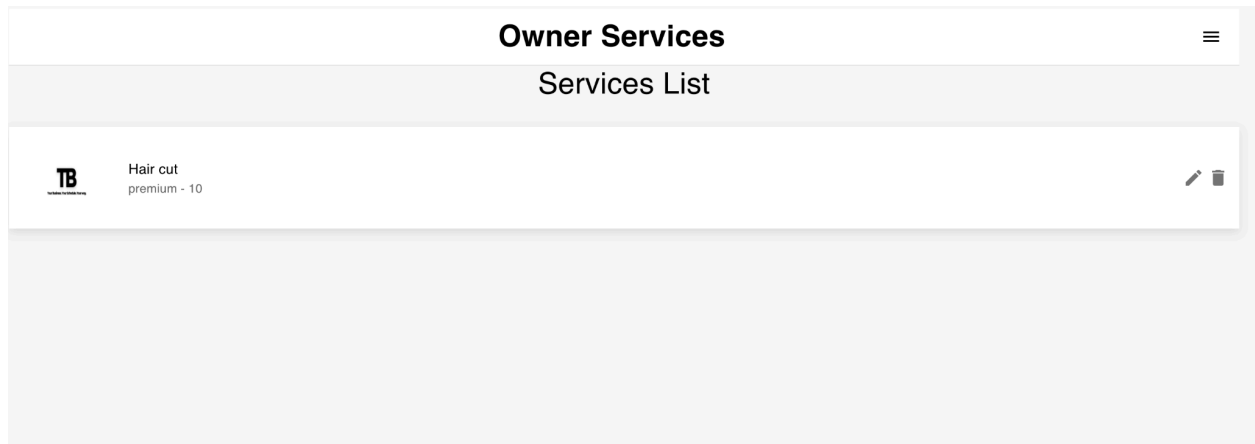 Owner Services
Services List
TB
Hair cut
premium - 10